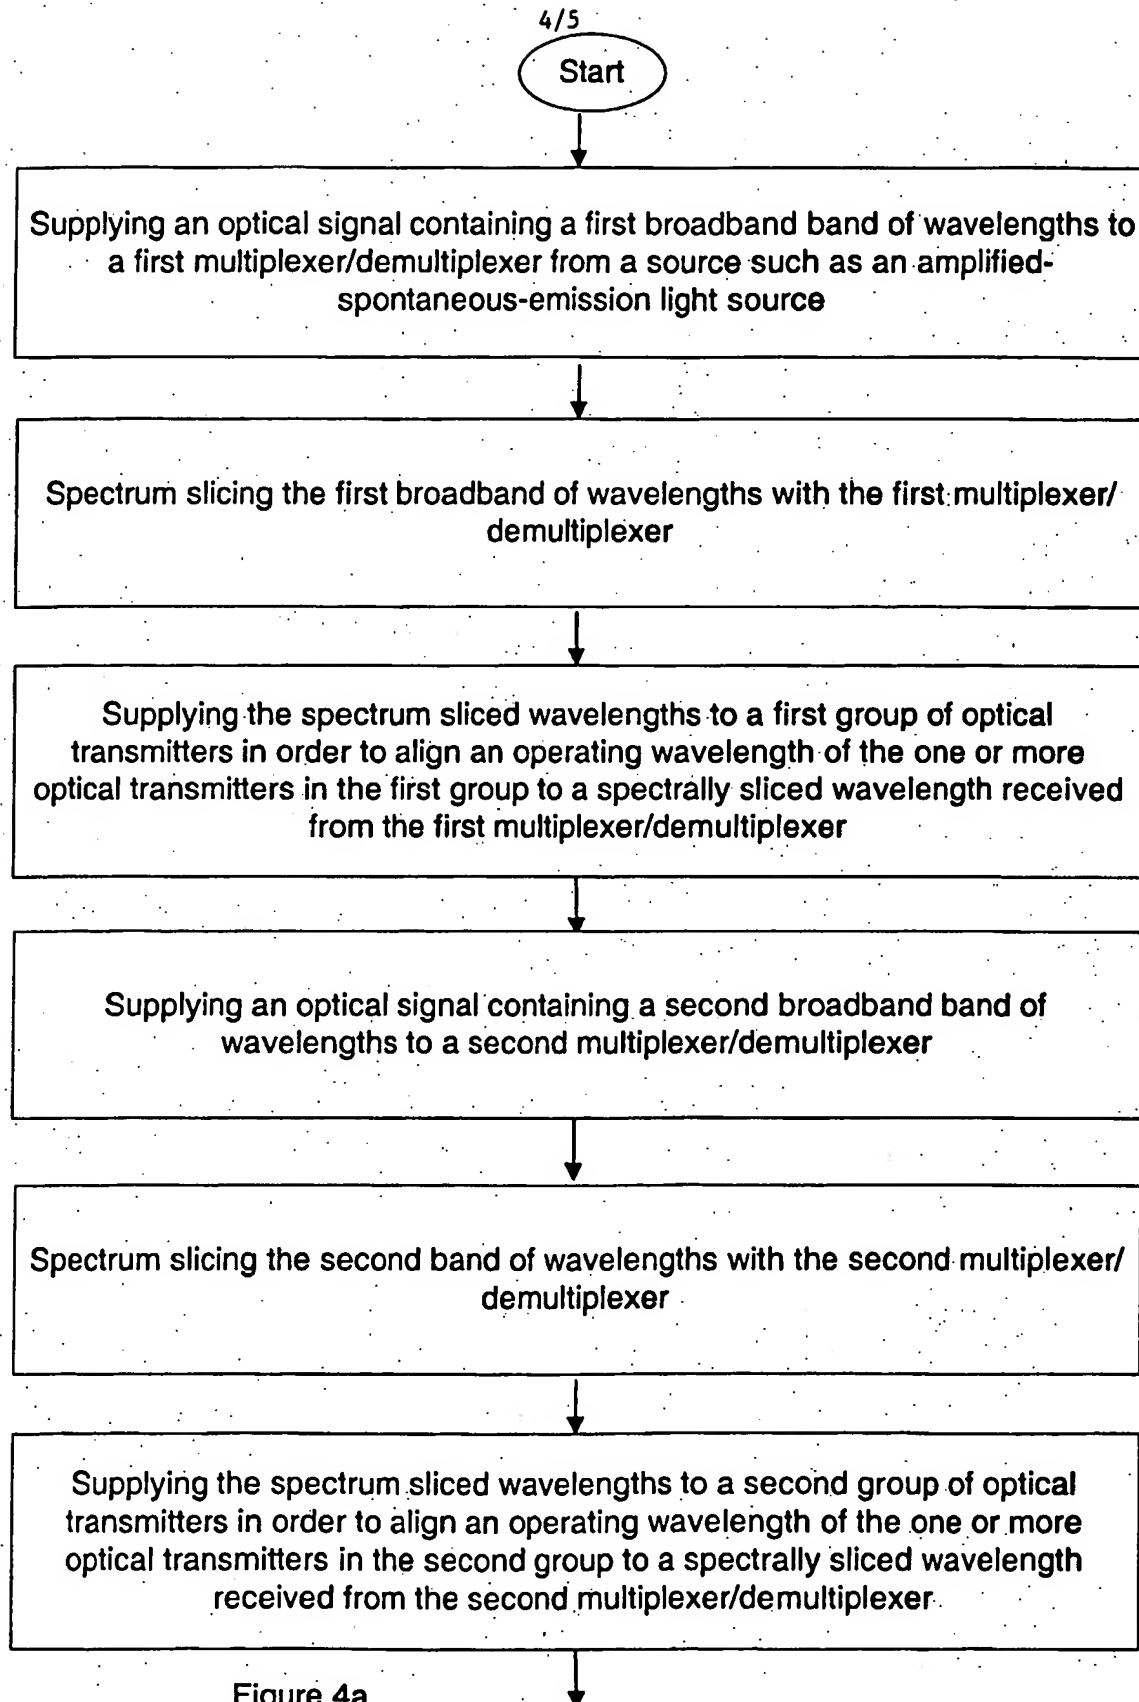 4/5
Start
Supplying an optical signal containing a first broadband band of wavelengths to
a first multiplexer/demultiplexer from a source such as an amplified-
spontaneous-emission light source
Spectrum slicing the first broadband of wavelengths with the first multiplexer/
demultiplexer
Supplying the spectrum sliced wavelengths to a first group of optical
transmitters in order to align an operating wavelength of the one or more
optical transmitters in the first group to a spectrally sliced wavelength received
from the first multiplexer/demultiplexer
Supplying an optical signal containing a second broadband band of
wavelengths to a second multiplexer/demultiplexer
Spectrum slicing the second band of wavelengths with the second multiplexer/
demultiplexer
Supplying the spectrum sliced wavelengths to a second group of optical
transmitters in order to align an operating wavelength of the one or more
optical transmitters in the second group to a spectrally sliced wavelength
received from the second multiplexer/demultiplexer
Figure 4a